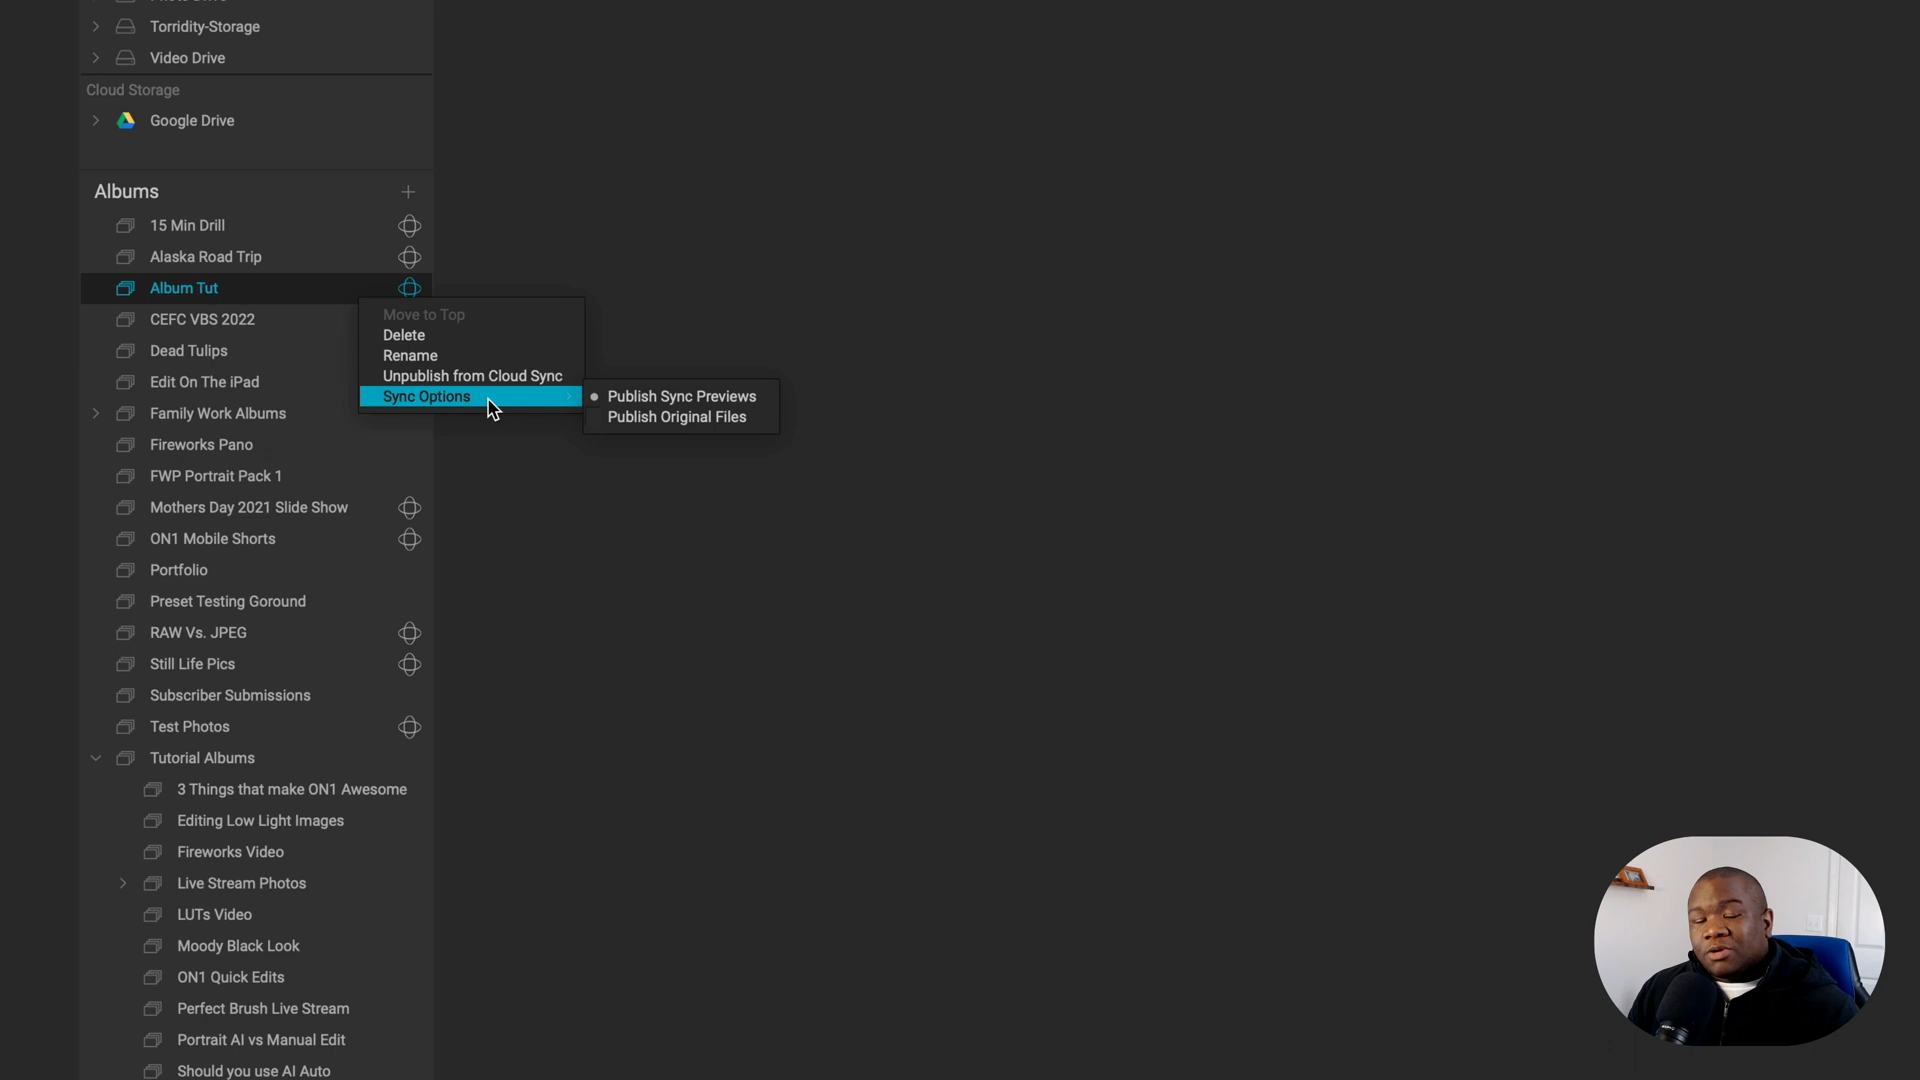 Torridity-Storage
Video Drive
Cloud Storage
Google Drive
Albums
15 Min Drill
Alaska Road Trip
Album Tut
CEFC VBS 2022
Dead Tulips
Edit On The iPad
Family Work Albums
Fireworks Pano
FWP Portrait Pack 1
Mothers Day 2021 Slide Show
ON1 Mobile Shorts
Portfolio
Preset Testing Goround
RAW Vs. JPEG
Still Life Pics
Subscriber Submissions
Test Photos
Tutorial Albums
3 Things that make ON1 Awesome
Editing Low Light Images
Fireworks Video
Live Stream Photos
LUTs Video
Moody Black Look
ON1 Quick Edits
Perfect Brush Live Stream
Portrait AI vs Manual Edit
Should you use AI Auto
Move to Top
Delete
Rename
Unpublish from Cloud Sync
Sync Options
Publish Sync Previews
Publish Original Files